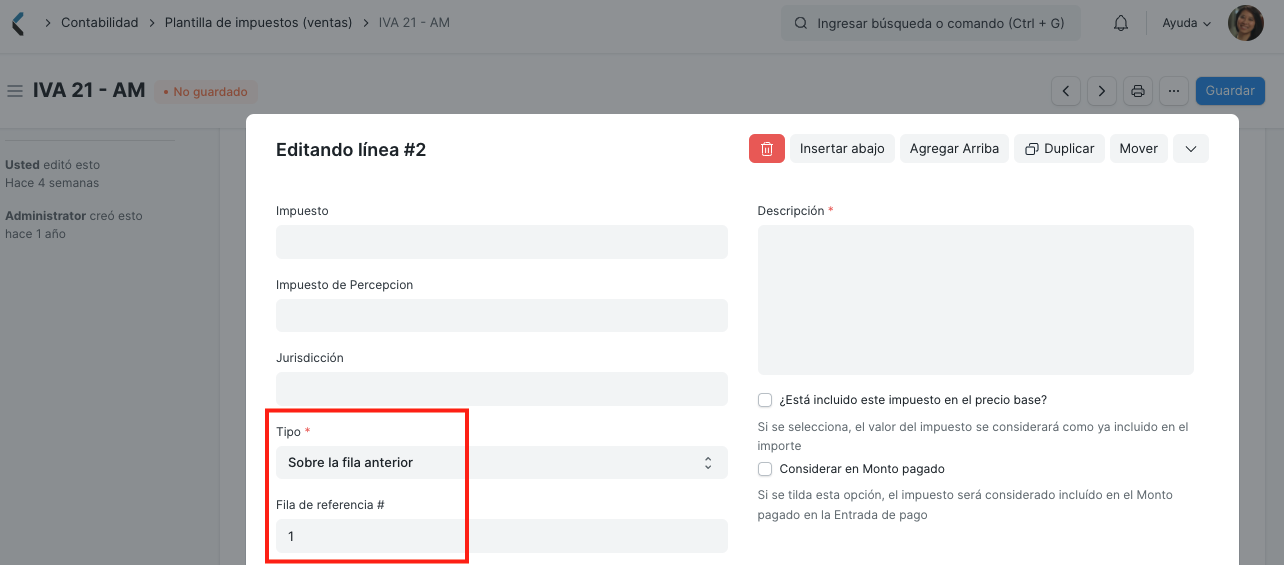 Contabilidad
Plantilla de impuestos (ventas)
IVA 21 - AM
Ingresar búsqueda o comando (Ctrl + G)
Ayuda
IVA 21 - AM
No guardado
Guardar
Usted editó esto
Hace 4 semanas
Administrator creó esto
hace 1 año
Editando línea #2
Insertar abajo
Agregar Arriba
Duplicar
Mover
Impuesto
Impuesto de Percepcion
Jurisdicción
Tipo *
Sobre la fila anterior
Fila de referencia #
1
Descripción *
¿Está incluido este impuesto en el precio base?
Si se selecciona, el valor del impuesto se considerará como ya incluido en el
importe
Considerar en Monto pagado
Si se tilda esta opción, el impuesto será considerado incluído en el Monto
pagado en la Entrada de pago